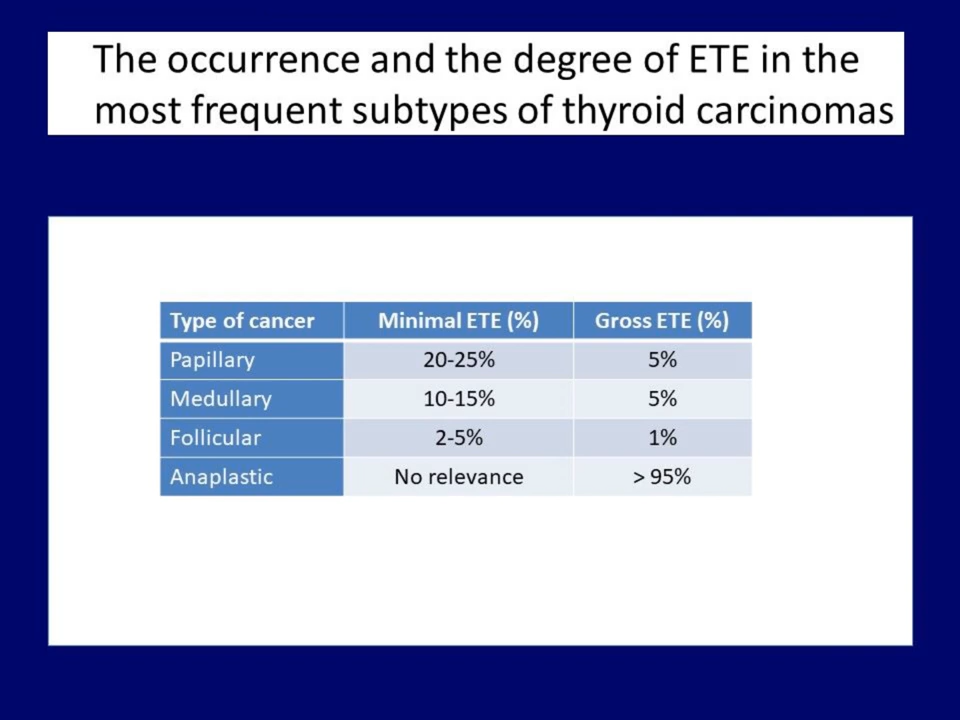 The occurrence and the degree of ETE in the
most frequent subtypes of thyroid carcinomas
Type of cancer Minimal ETE (%) Gross ETE (%)
Papillary 20-25% 5%
Medullary 10-15% 5%
Follicular 2-5% 1%
Anaplastic No relevance > 95%